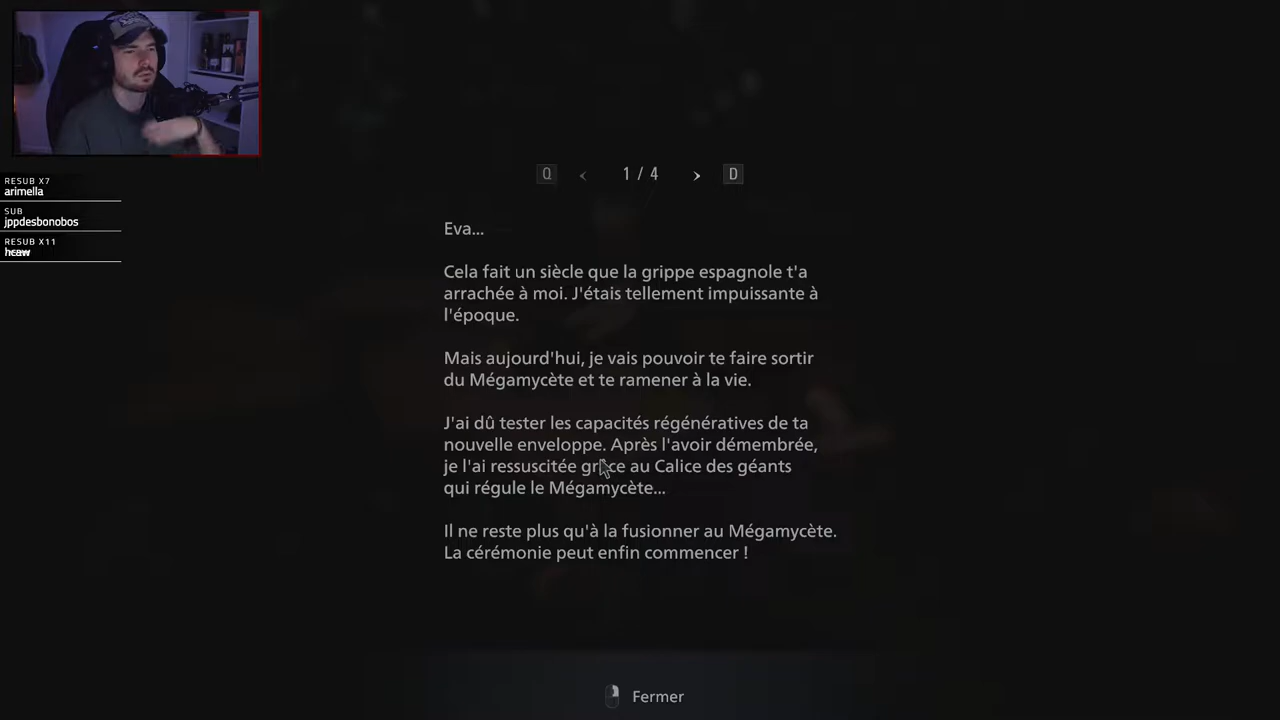 RESUB X7
arimella
SUB
jppdesbonobos
RESUB X11
hcaw
Q < 1 / 4 > D
Eva...
Cela fait un siècle que la grippe espagnole t'a
arrachée à moi. J'étais tellement impuissante à
l'époque.
Mais aujourd'hui, je vais pouvoir te faire sortir
du Mégamycète et te ramener à la vie.
J'ai dû tester les capacités régénératives de ta
nouvelle enveloppe. Après l'avoir démembrée,
je l'ai ressuscitée grâce au Calice des géants
qui régule le Mégamycète...
Il ne reste plus qu'à la fusionner au Mégamycète.
La cérémonie peut enfin commencer !
Fermer